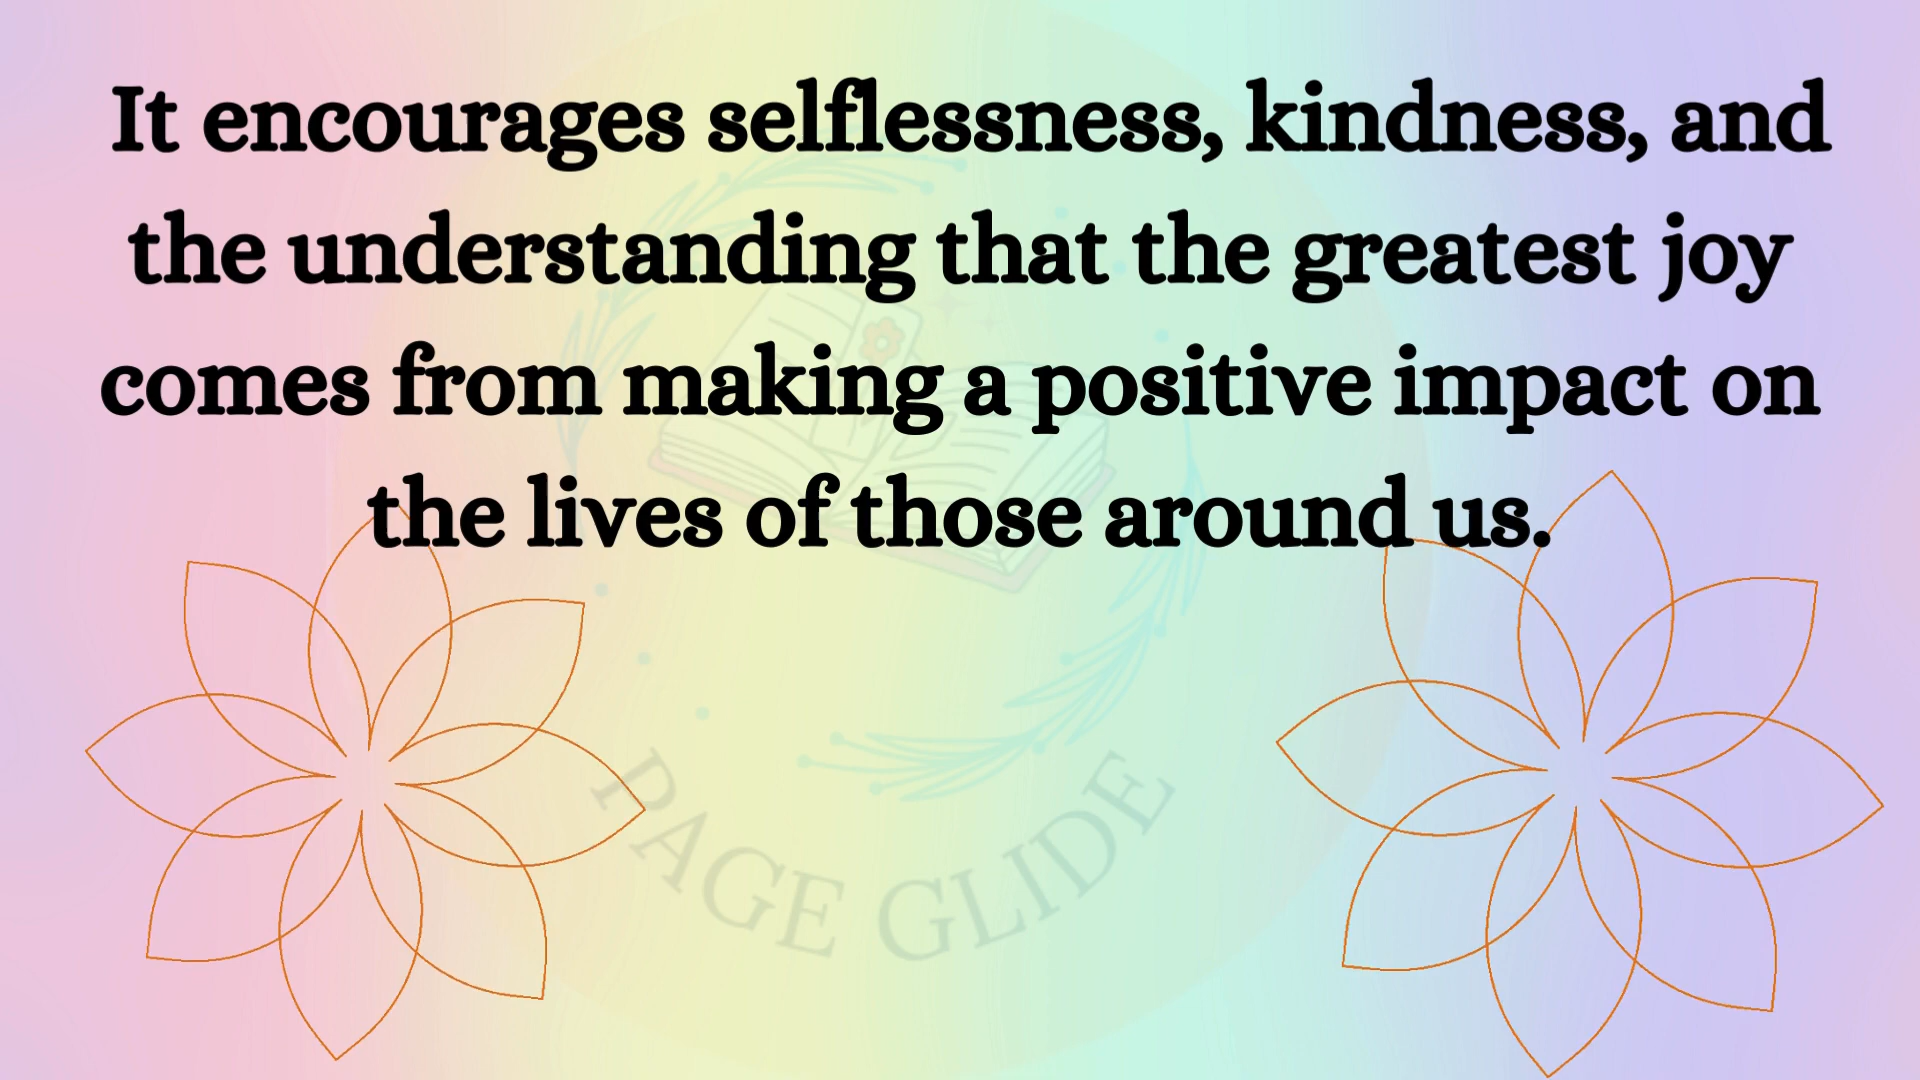 It encourages selflessness, kindness, and
the understanding that the greatest joy
comes from making a positive impact on
the lives of those around us.
PAGE GLIDE